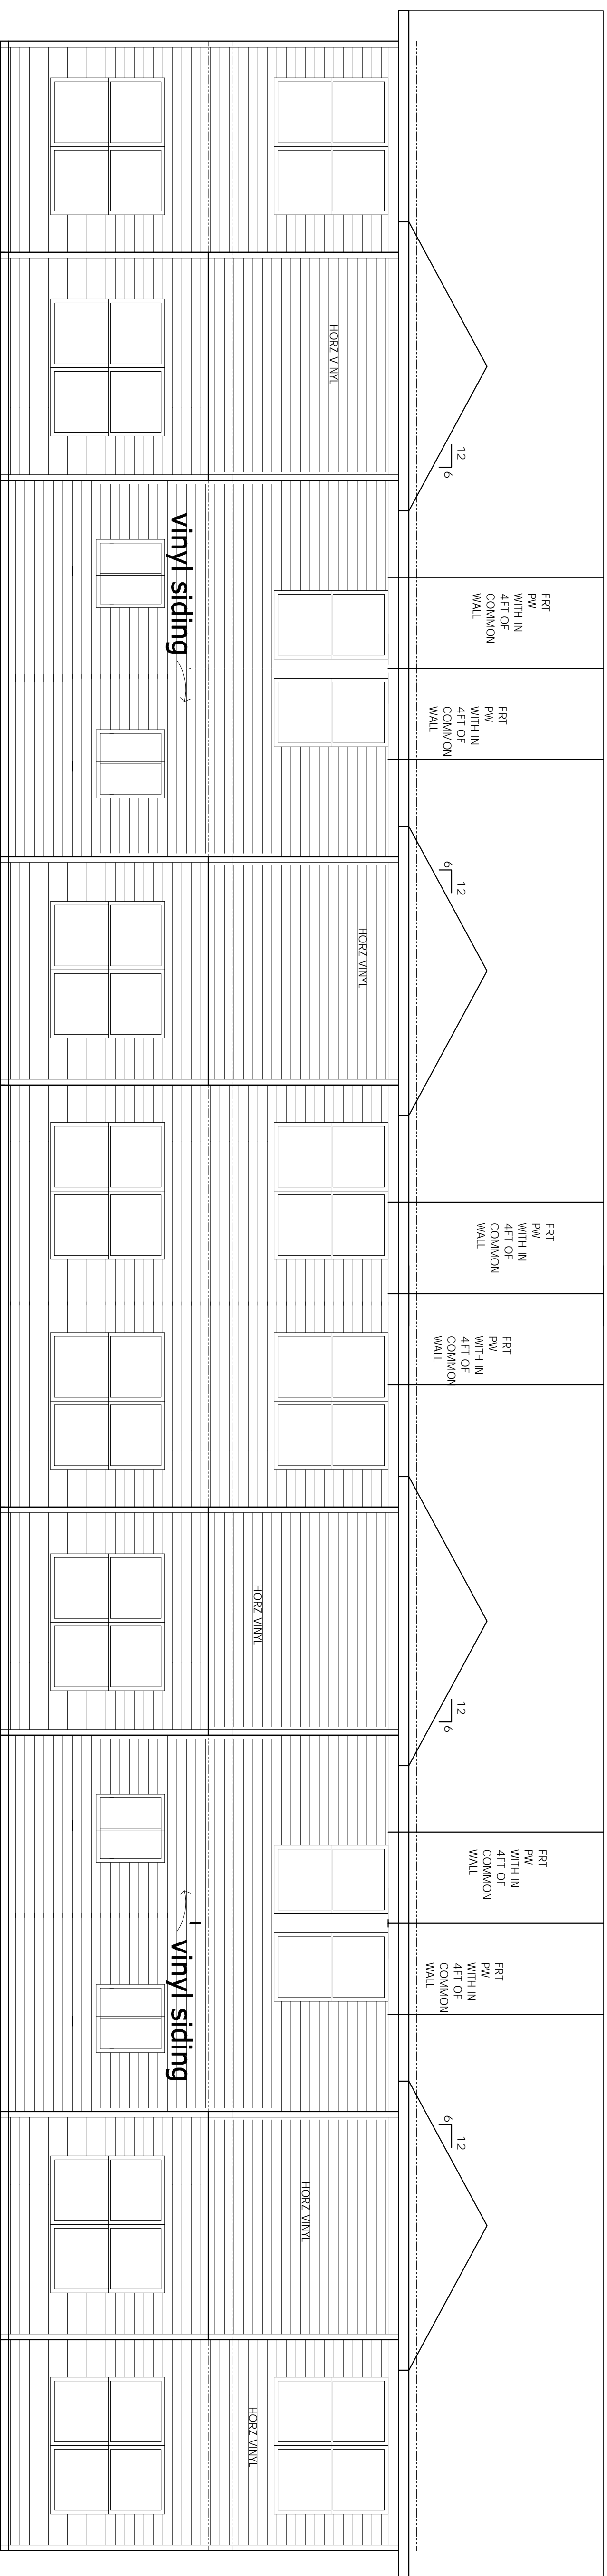 HORZ VINYL
12
6
vinyl siding
FRT
PW
WITH IN
4FT OF
COMMON
WALL
FRT
PW
WITH IN
4FT OF
COMMON
WALL
6
12
HORZ VINYL
FRT
PW
WITH IN
4FT OF
COMMON
WALL
FRT
PW
WITH IN
4FT OF
COMMON
WALL
HORZ VINYL
12
6
FRT
PW
WITH IN
4FT OF
COMMON
WALL
vinyl siding
FRT
PW
WITH IN
4FT OF
COMMON
WALL
6
12
HORZ VINYL
HORZ VINYL